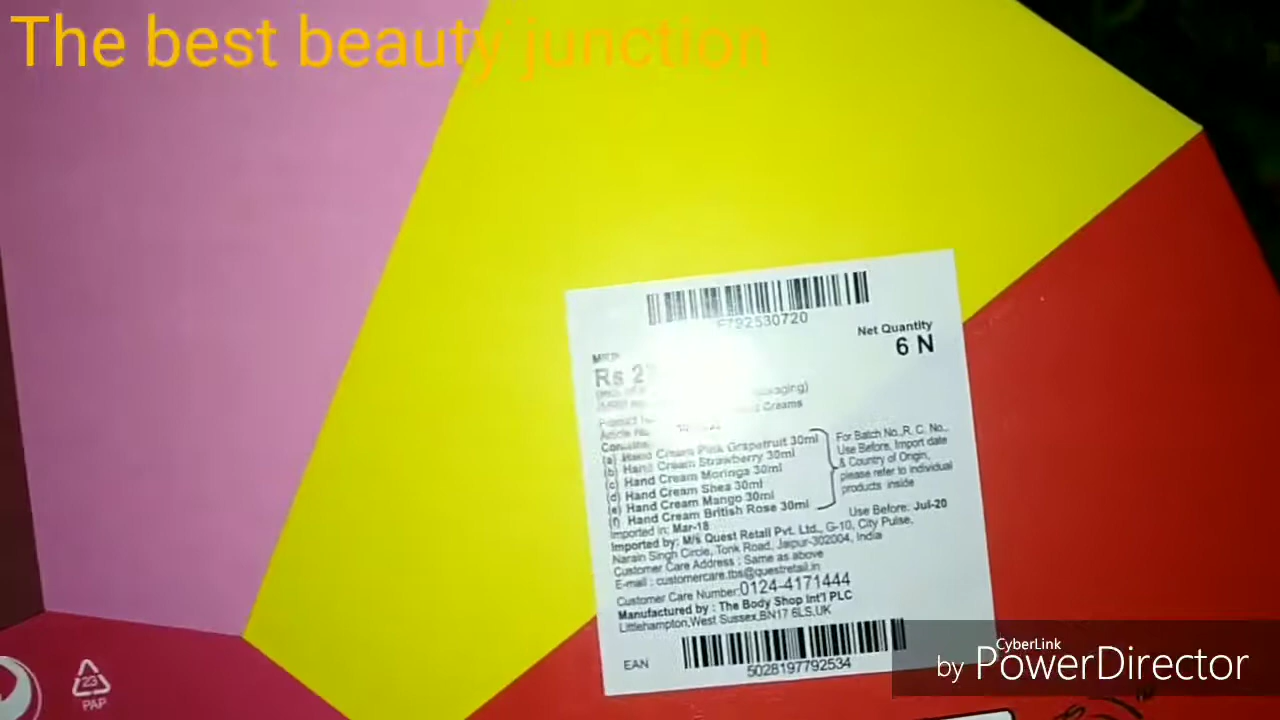 The best beauty junction
F792530720
Net Quantity
6 N
MRP
Rs
Creams
(a) Hand Cream Pink Grapefruit 30ml
(b) Hand Cream Strawberry 30ml
(c) Hand Cream Moringa 30ml
(d) Hand Cream Shea 30ml
(e) Hand Cream Mango 30ml
(f) Hand Cream British Rose 30ml
For Batch No., R. C. No.,
Use Before, Import date
& Country of Origin,
please refer to individual
products inside
Imported in: Mar-18
Use Before: Jul-20
Imported by: M/s Quest Retail Pvt. Ltd., G-10, City Pulse,
Narain Singh Circle, Tonk Road, Jaipur-302004, India
Customer Care Address : Same as above
E-mail : customercare.tbs@questretail.in
Customer Care Number:0124-4171444
Manufactured by : The Body Shop Int'l PLC
Littlehampton,West Sussex,BN17 6LS,UK
EAN
5028197792534
23
PAP
CyberLink
by PowerDirector